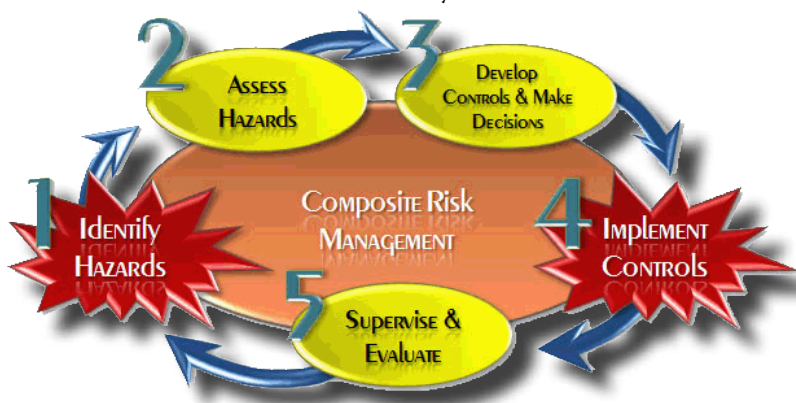 1
Identify
Hazards
2
Assess
Hazards
3
Develop
Controls & Make
Decisions
Composite Risk
Management
4
Implement
Controls
5
Supervise &
Evaluate